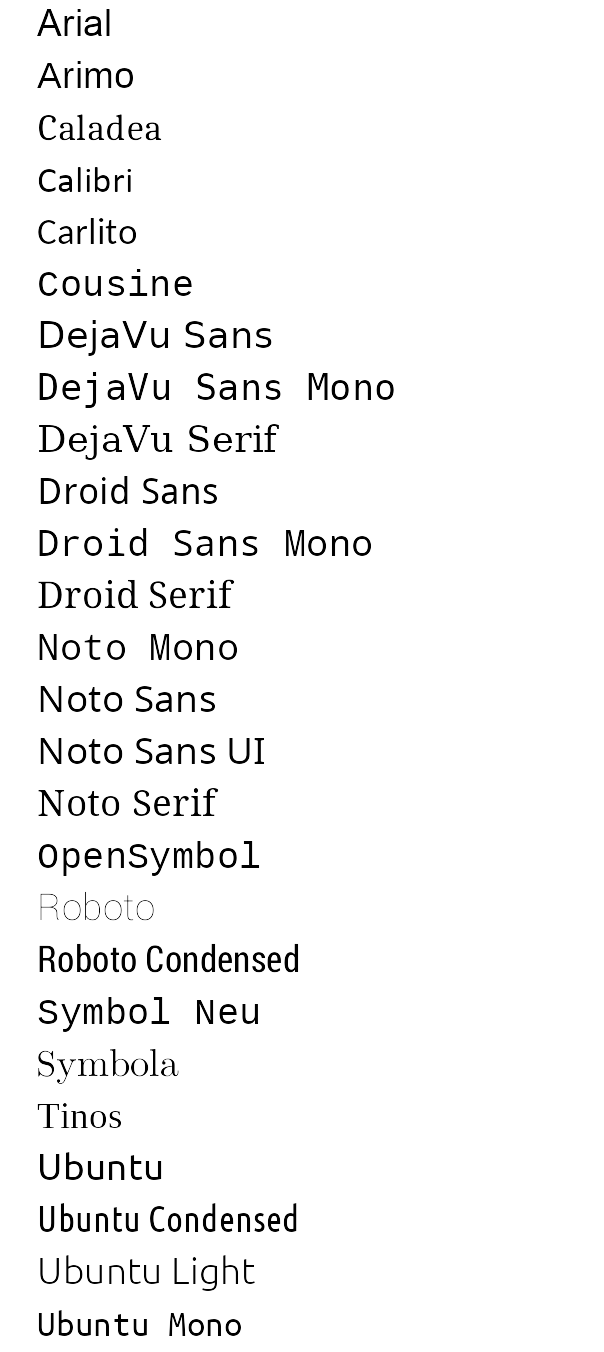 Arial
Arimo
Caladea
Calibri
Carlito
Cousine
DejaVu Sans
DejaVu Sans Mono
DejaVu Serif
Droid Sans
Droid Sans Mono
Droid Serif
Noto Mono
Noto Sans
Noto Sans UI
Noto Serif
OpenSymbol
Roboto
Roboto Condensed
Symbol Neu
Symbola
Tinos
Ubuntu
Ubuntu Condensed
Ubuntu Light
Ubuntu Mono